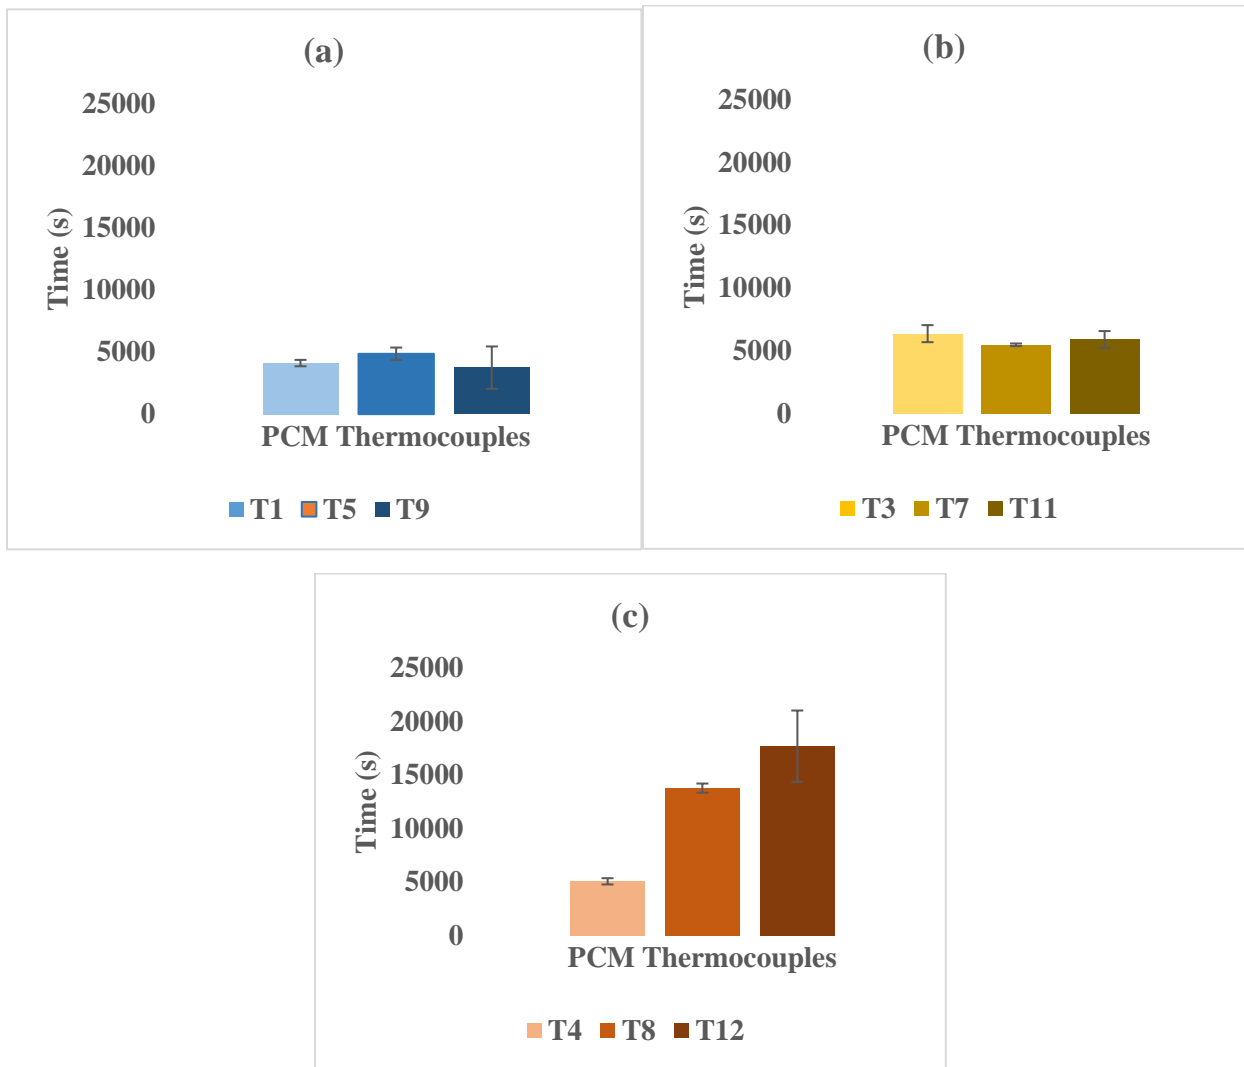 (a)
25000
20000
15000
10000
5000
0
Time (s)
PCM Thermocouples
T1 T5 T9
(b)
25000
20000
15000
10000
5000
0
Time (s)
PCM Thermocouples
T3 T7 T11
(c)
25000
20000
15000
10000
5000
0
Time (s)
PCM Thermocouples
T4 T8 T12